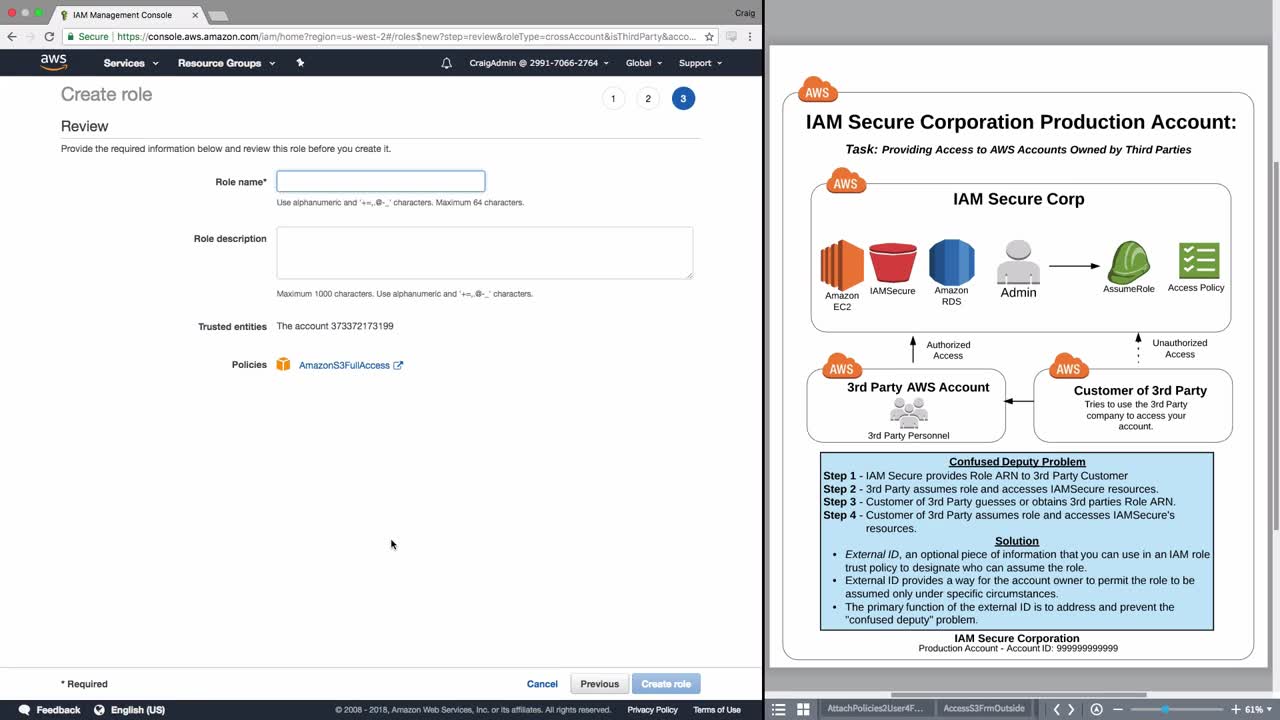 IAM Management Console
Craig
Secure
https://console.aws.amazon.com/iam/home?region=us-west-2#/roles$new?step=review&roleType=crossAccount&isThirdParty&acco...
aws
Services
Resource Groups
CraigAdmin @ 2991-7066-2764
Global
Support
Create role
1
2
3
Review
Provide the required information below and review this role before you create it.
Role name*
Use alphanumeric and '+=,.@-_' characters. Maximum 64 characters.
Role description
Maximum 1000 characters. Use alphanumeric and '+=,.@-_' characters.
Trusted entities
The account 373372173199
Policies
AmazonS3FullAccess
* Required
Cancel
Previous
Create role
Feedback
English (US)
© 2008 - 2018, Amazon Web Services, Inc. or its affiliates. All rights reserved.
Privacy Policy
Terms of Use
AWS
IAM Secure Corporation Production Account:
Task: Providing Access to AWS Accounts Owned by Third Parties
AWS
IAM Secure Corp
Amazon
EC2
IAMSecure
Amazon
RDS
Admin
AssumeRole
Access Policy
Authorized
Access
Unauthorized
Access
AWS
3rd Party AWS Account
3rd Party Personnel
AWS
Customer of 3rd Party
Tries to use the 3rd Party
company to access your
account.
Confused Deputy Problem
Step 1 - IAM Secure provides Role ARN to 3rd Party Customer
Step 2 - 3rd Party assumes role and accesses IAMSecure resources.
Step 3 - Customer of 3rd Party guesses or obtains 3rd parties Role ARN.
Step 4 - Customer of 3rd Party assumes role and accesses IAMSecure's
resources.
Solution
• External ID, an optional piece of information that you can use in an IAM role
trust policy to designate who can assume the role.
• External ID provides a way for the account owner to permit the role to be
assumed only under specific circumstances.
• The primary function of the external ID is to address and prevent the
"confused deputy" problem.
IAM Secure Corporation
Production Account - Account ID: 999999999999
AttachPolicies2User4F...
AccessS3FrmOutside
61%